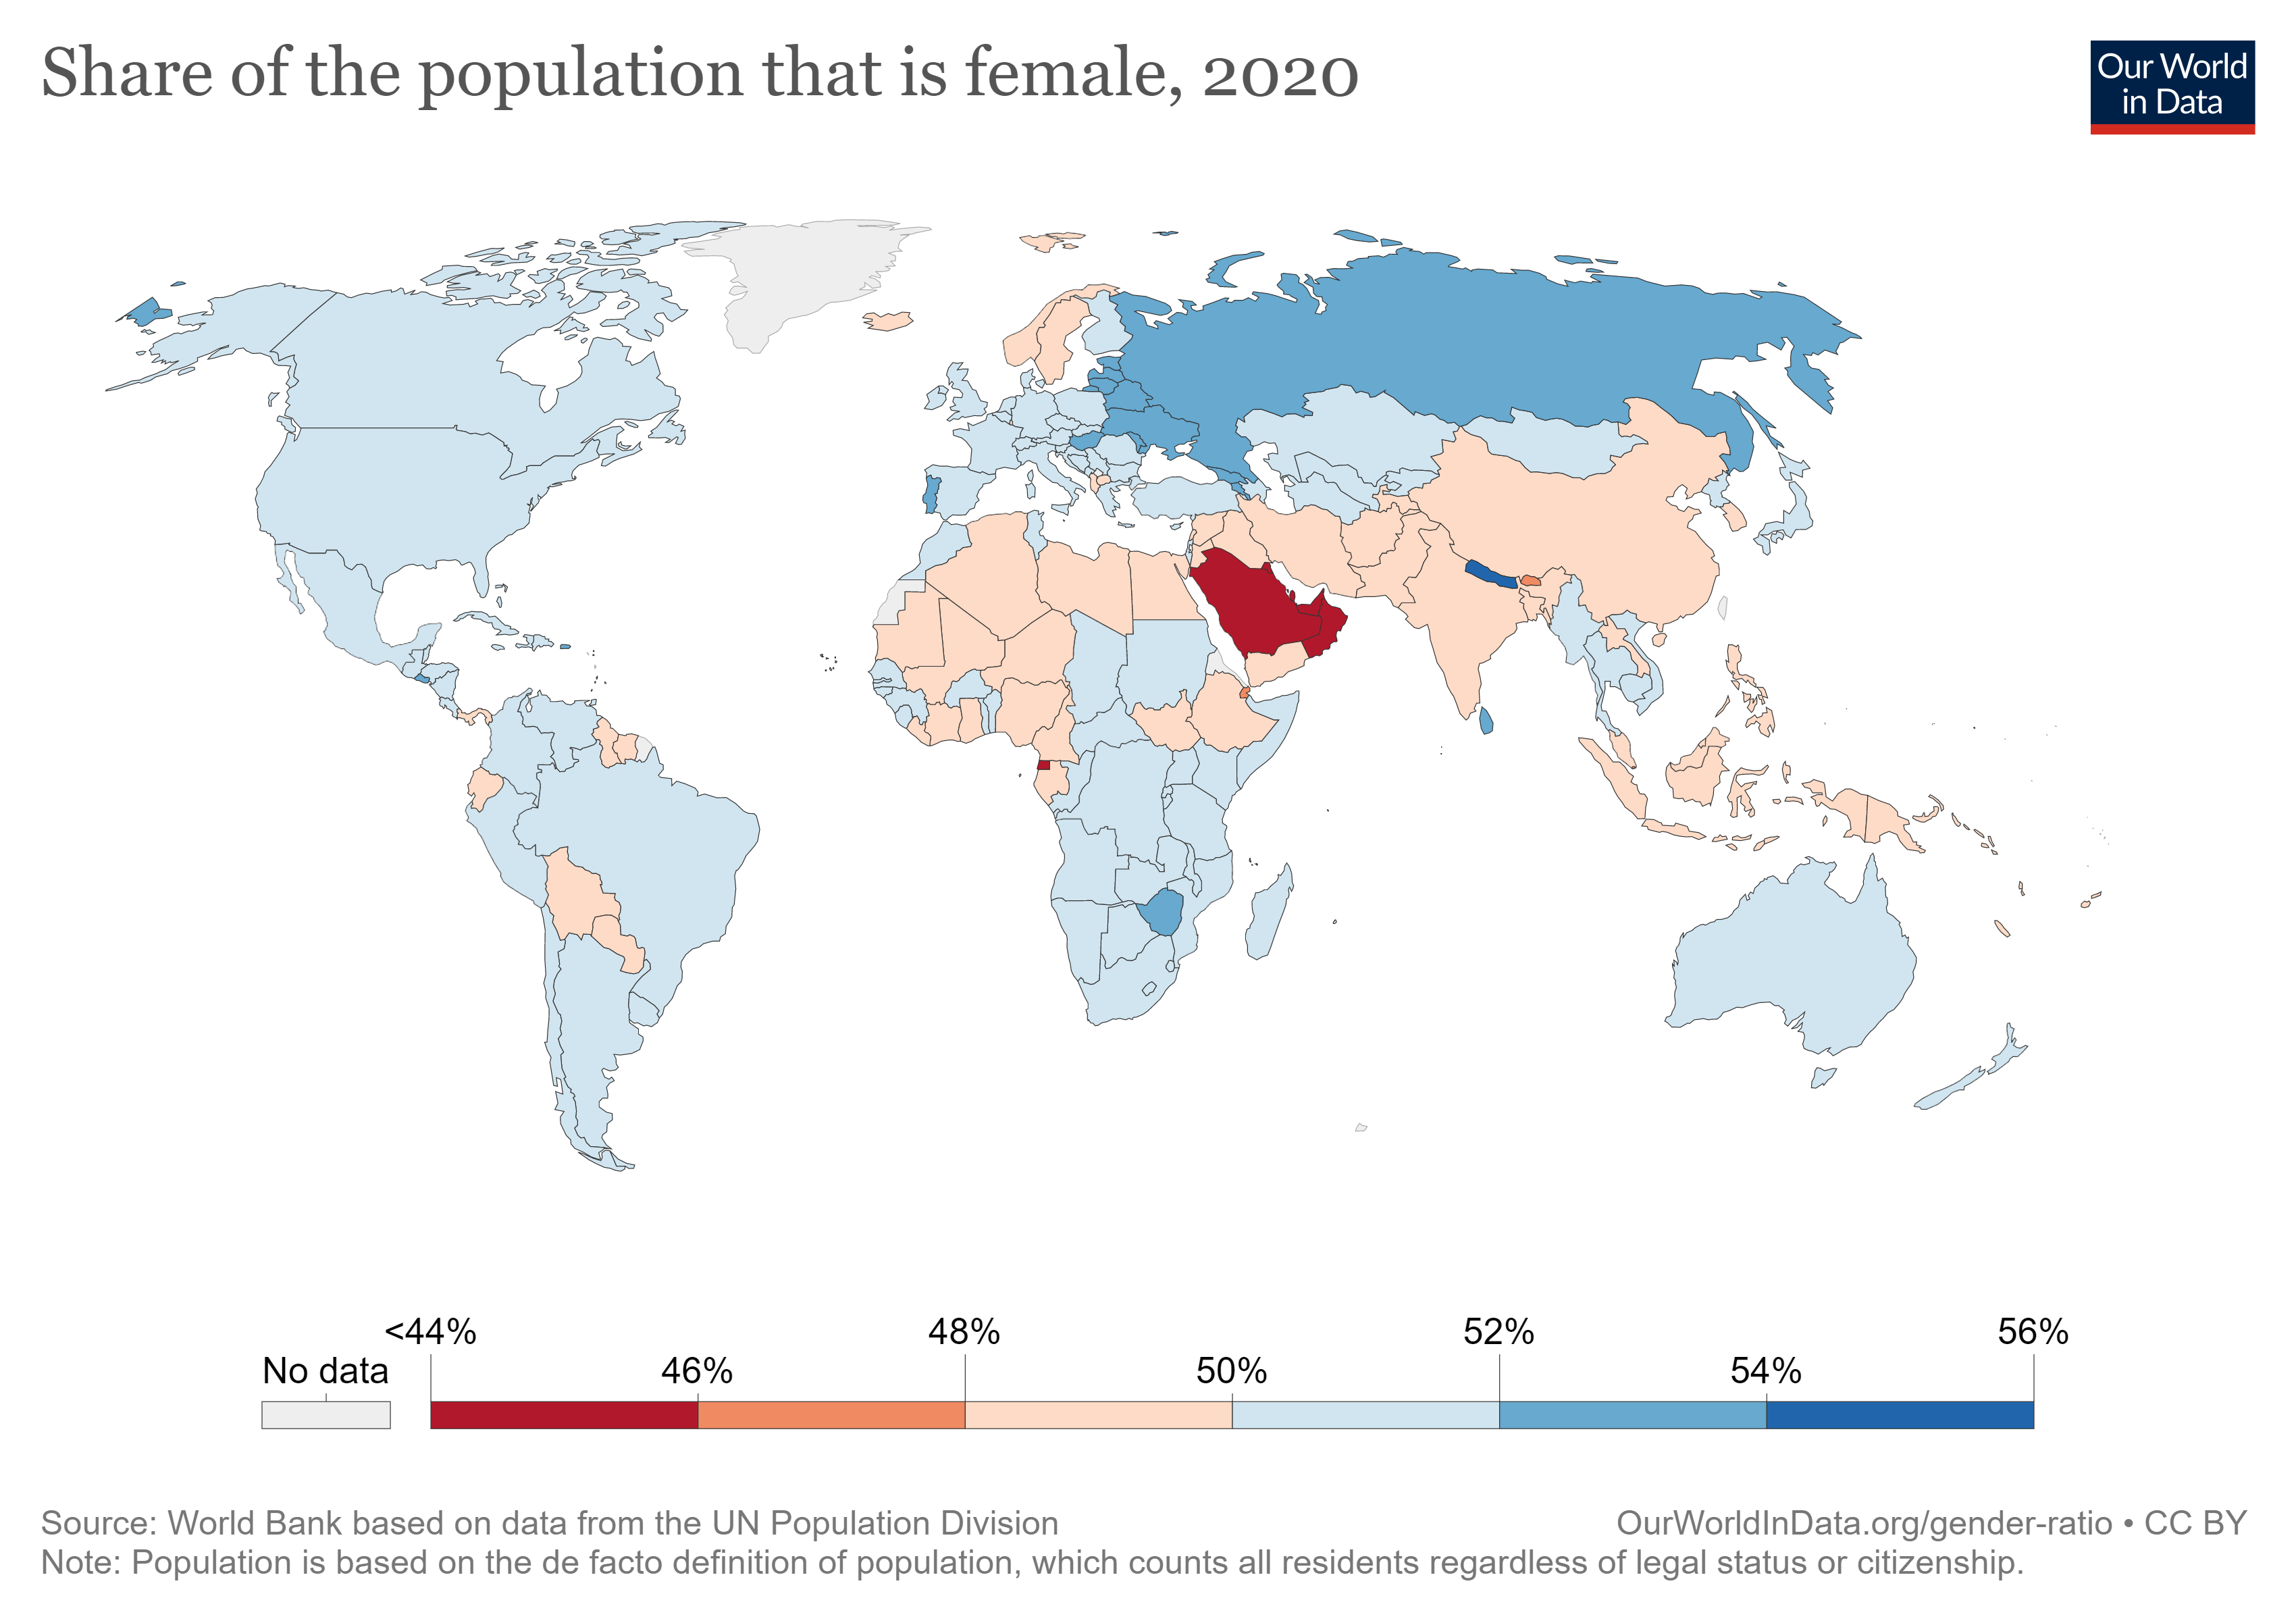 Share of the population that is female, 2020
Our World
in Data
<44%
48%
52%
56%
No data
46%
50%
54%
Source: World Bank based on data from the UN Population Division
OurWorldInData.org/gender-ratio • CC BY
Note: Population is based on the de facto definition of population, which counts all residents regardless of legal status or citizenship.